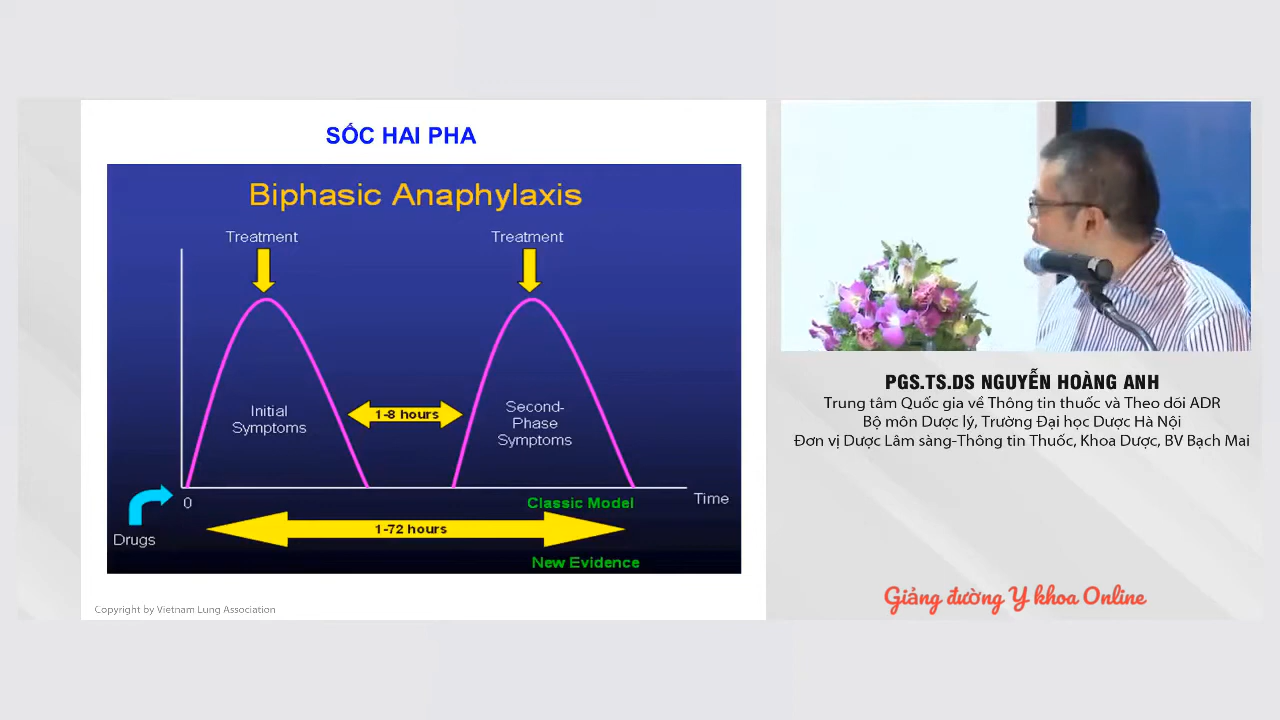 SỐC HAI PHA
Biphasic Anaphylaxis
Treatment
Treatment
Initial
Symptoms
1-8 hours
Second-
Phase
Symptoms
0
Time
Classic Model
Drugs
1-72 hours
New Evidence
Copyright by Vietnam Lung Association
PGS.TS.DS NGUYỄN HOÀNG ANH
Trung tâm Quốc gia về Thông tin thuốc và Theo dõi ADR
Bộ môn Dược lý, Trường Đại học Dược Hà Nội
Đơn vị Dược Lâm sàng-Thông tin Thuốc, Khoa Dược, BV Bạch Mai
Giảng đường Y khoa Online